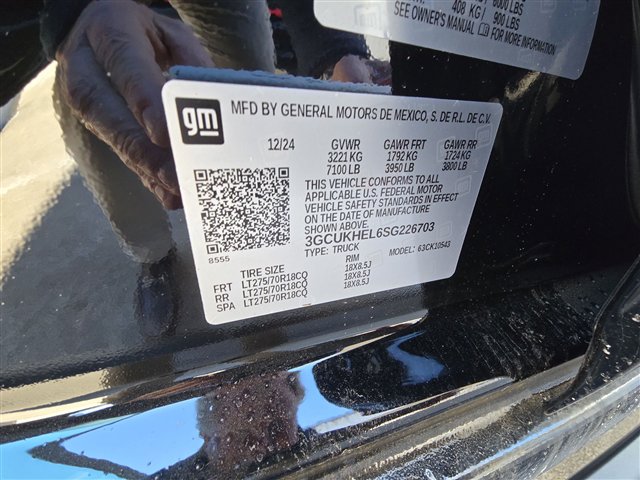 6000 LBS
408 KG 900 LBS
SEE OWNER'S MANUAL FOR MORE INFORMATION
gm
MFD BY GENERAL MOTORS DE MEXICO, S. DE R.L. DE C.V.
12/24 GVWR GAWR FRT GAWR RR
3221 KG 1792 KG 1724 KG
7100 LB 3950 LB 3800 LB
THIS VEHICLE CONFORMS TO ALL
APPLICABLE U.S. FEDERAL MOTOR
VEHICLE SAFETY STANDARDS IN EFFECT
ON THE DATE OF MANUFACTURE
3GCUKHEL6SG226703
8555 TYPE: TRUCK MODEL: 63CK10543
TIRE SIZE RIM
FRT LT275/70R18CQ 18X8.5J
RR LT275/70R18CQ 18X8.5J
SPA LT275/70R18CQ 18X8.5J